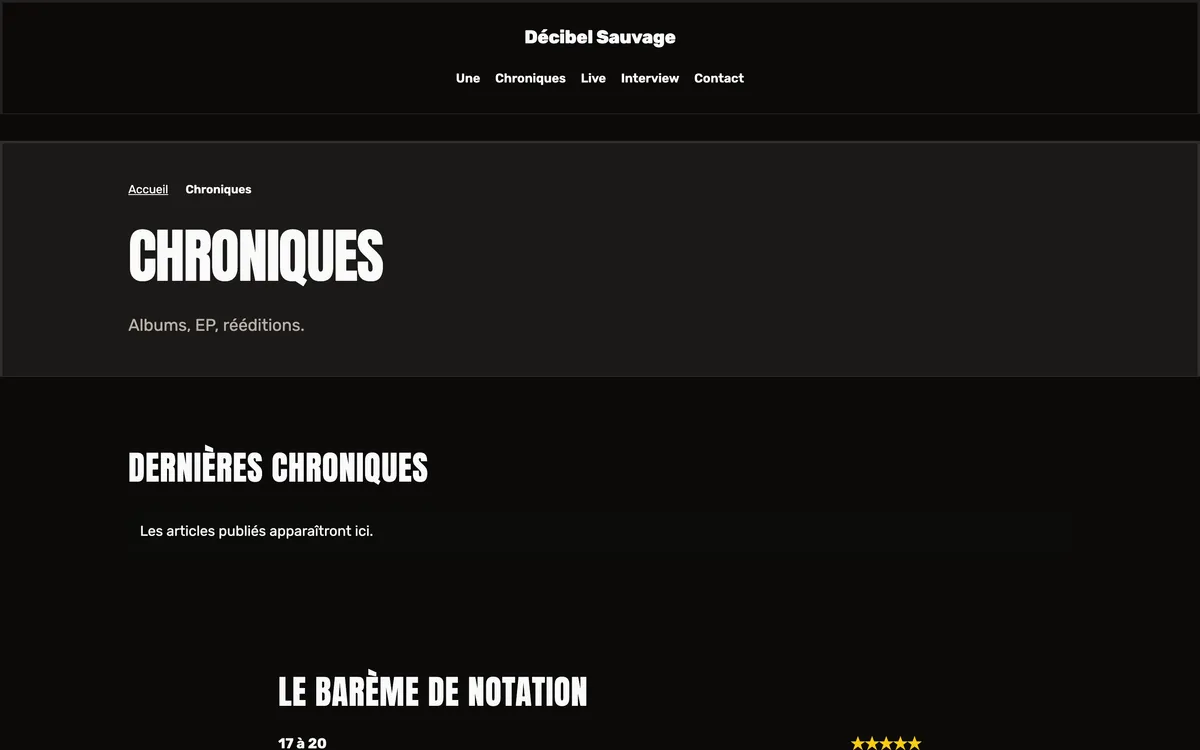 Décibel Sauvage
Une Chroniques Live Interview Contact
Accueil Chroniques
CHRONIQUES
Albums, EP, rééditions.
DERNIÈRES CHRONIQUES
Les articles publiés apparaîtront ici.
LE BARÈME DE NOTATION
17 à 20 ★★★★★